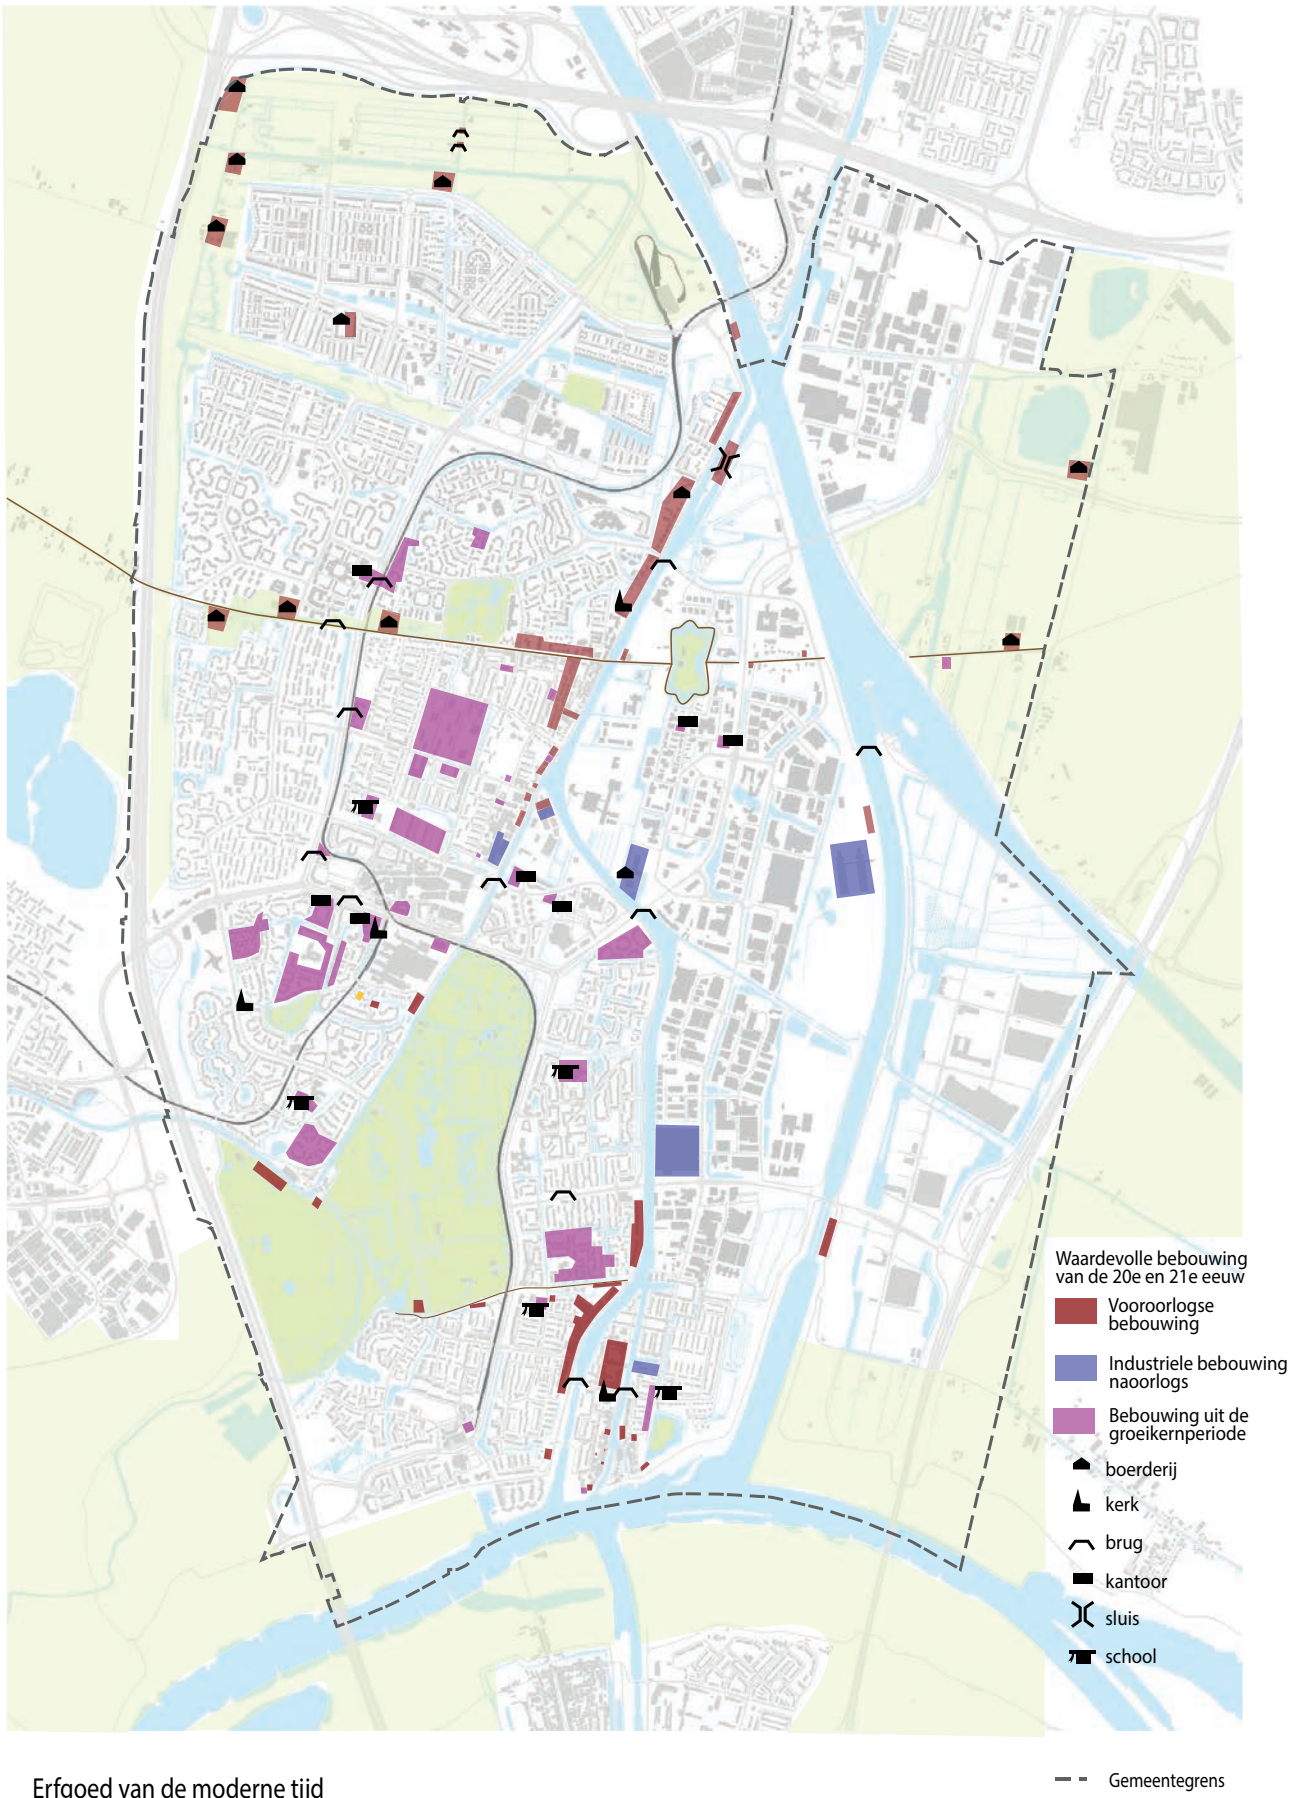 Waardevolle bebouwing
van de 20e en 21e eeuw
Vooroorlogse
bebouwing
Industriele bebouwing
naoorlogs
Bebouwing uit de
groeikernperiode
boerderij
kerk
brug
kantoor
sluis
school
Gemeentegrens
Erfgoed van de moderne tijd